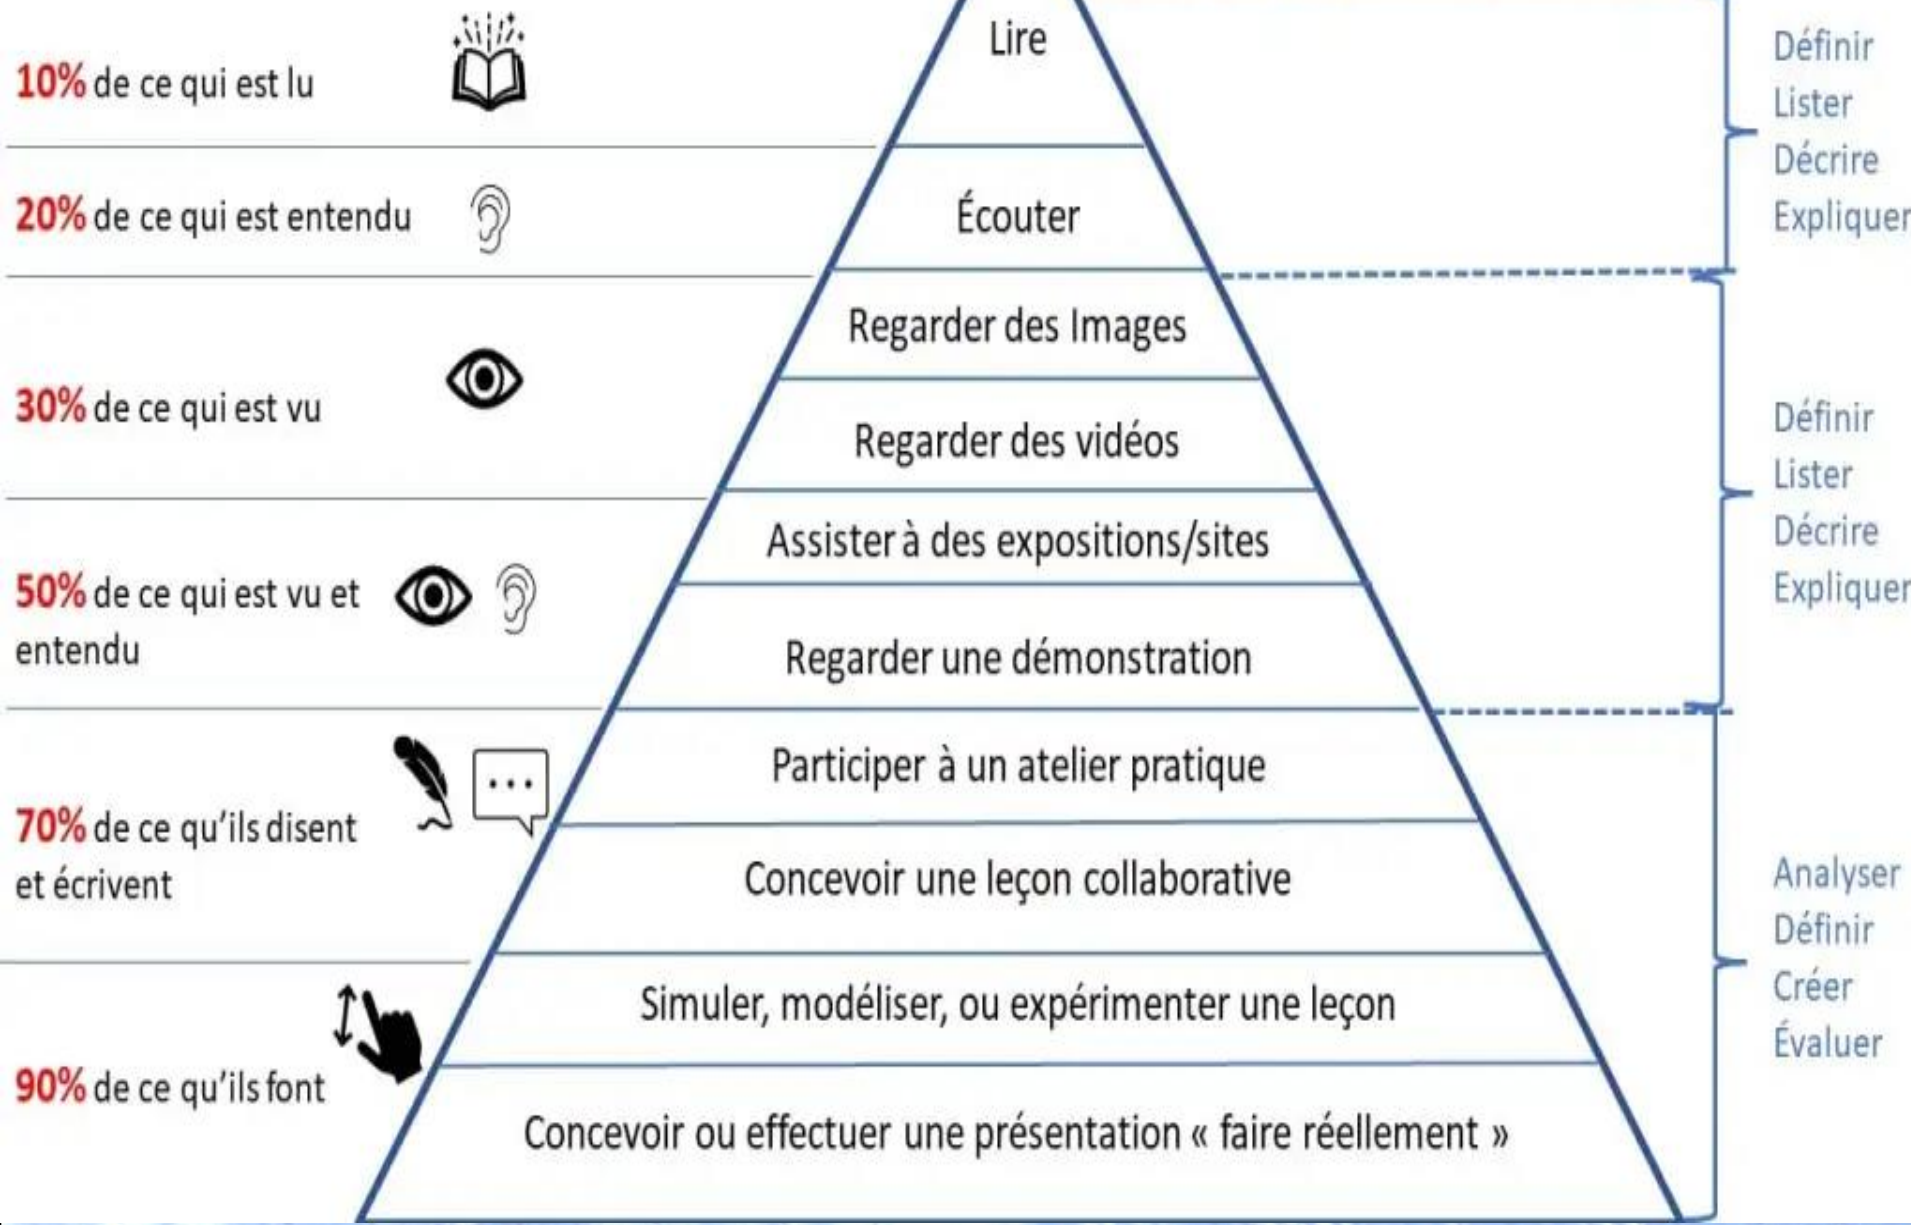 10% de ce qui est lu
20% de ce qui est entendu
30% de ce qui est vu
50% de ce qui est vu et
entendu
70% de ce qu'ils disent
et écrivent
90% de ce qu'ils font
Lire
Écouter
Regarder des Images
Regarder des vidéos
Assister à des expositions/sites
Regarder une démonstration
Participer à un atelier pratique
Concevoir une leçon collaborative
Simuler, modéliser, ou expérimenter une leçon
Concevoir ou effectuer une présentation « faire réellement »
Définir
Lister
Décrire
Expliquer
Définir
Lister
Décrire
Expliquer
Analyser
Définir
Créer
Évaluer